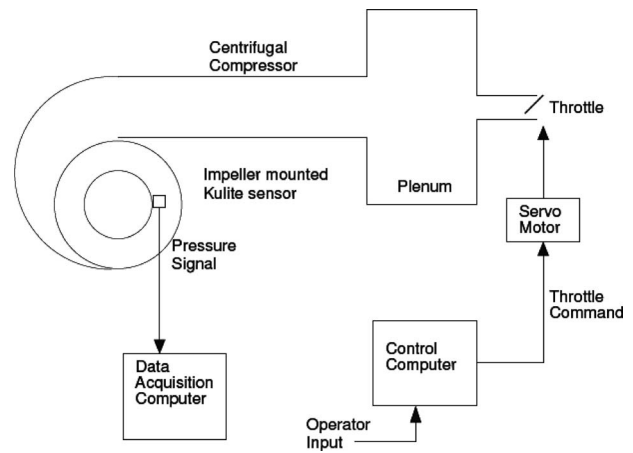 Centrifugal
Compressor
Throttle
Impeller mounted
Kulite sensor
Plenum
Servo
Motor
Pressure
Signal
Throttle
Command
Data
Acquisition
Computer
Control
Computer
Operator
Input